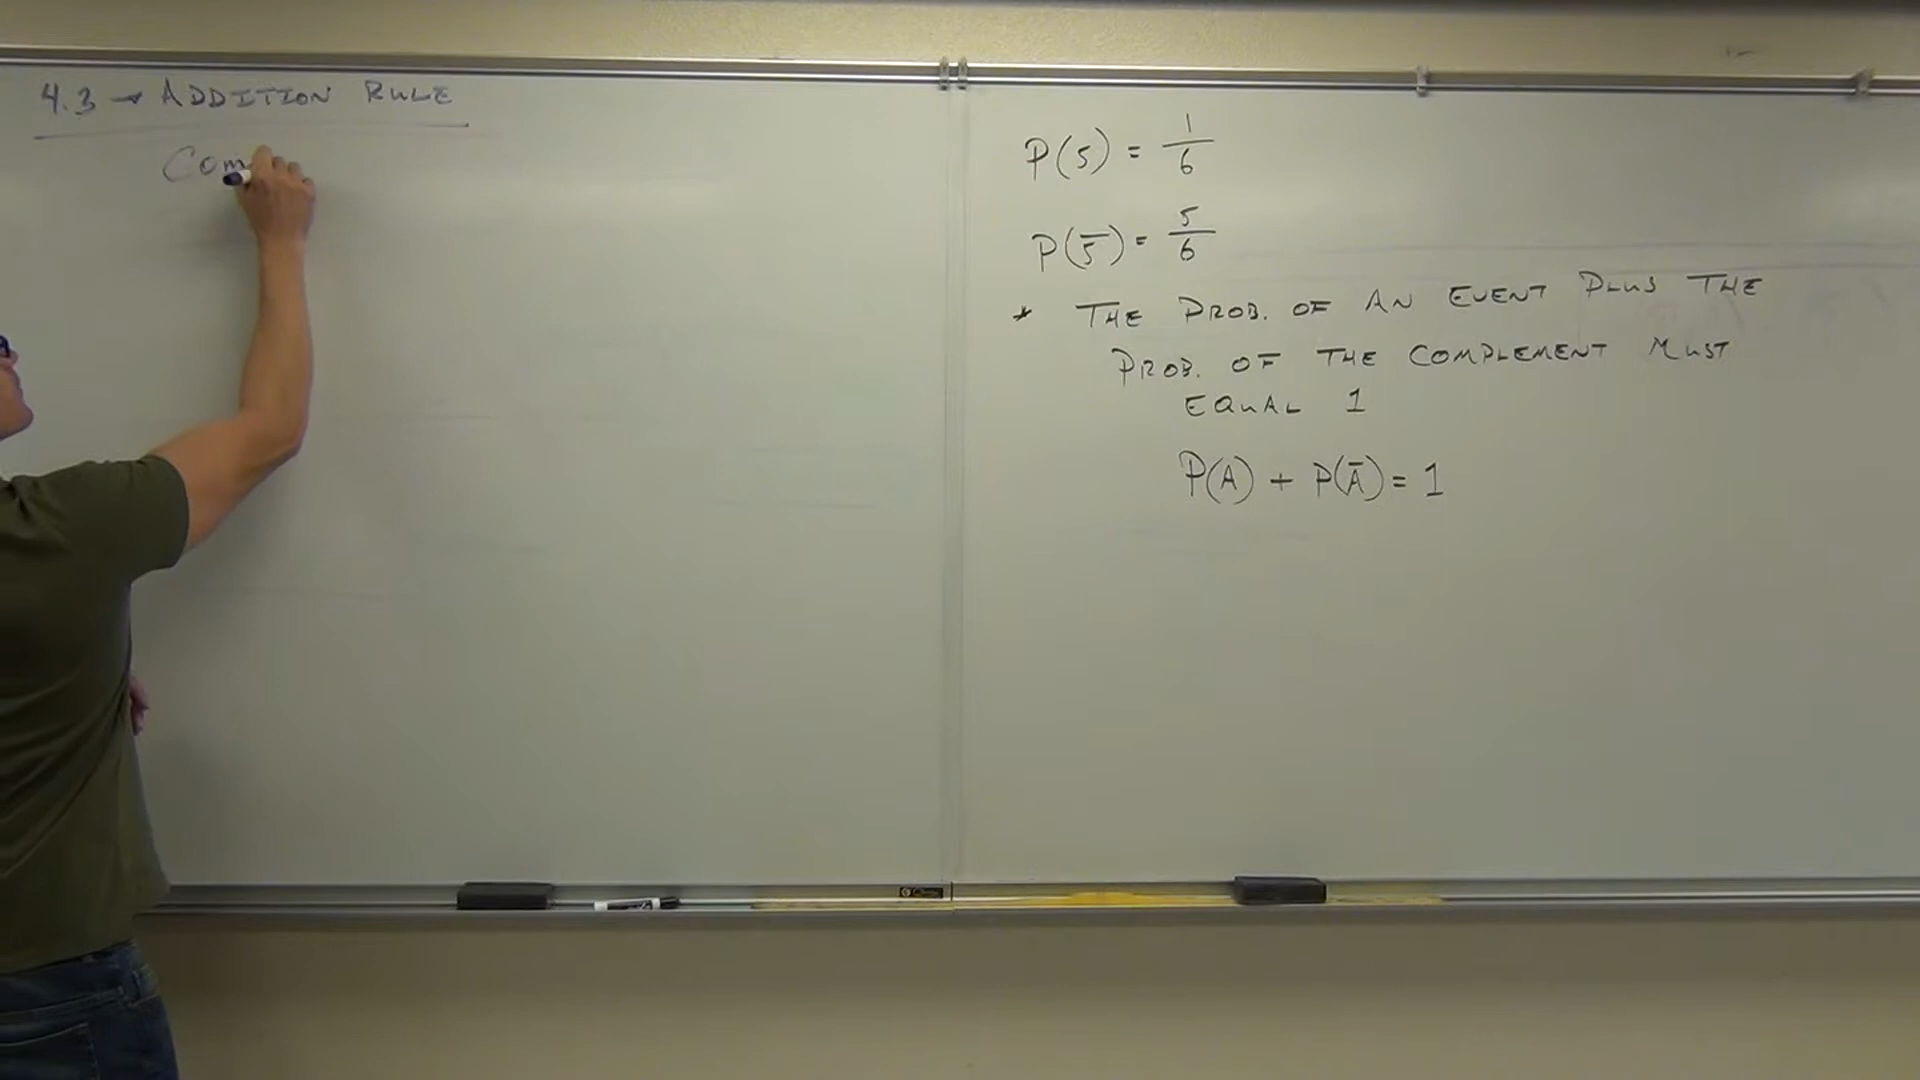 4.3 → ADDITION RULE
Com
P(5) = 1/6
P(5̅) = 5/6
* THE PROB. OF AN EVENT PLUS THE
PROB. OF THE COMPLEMENT MUST
EQUAL 1
P(A) + P(A̅) = 1